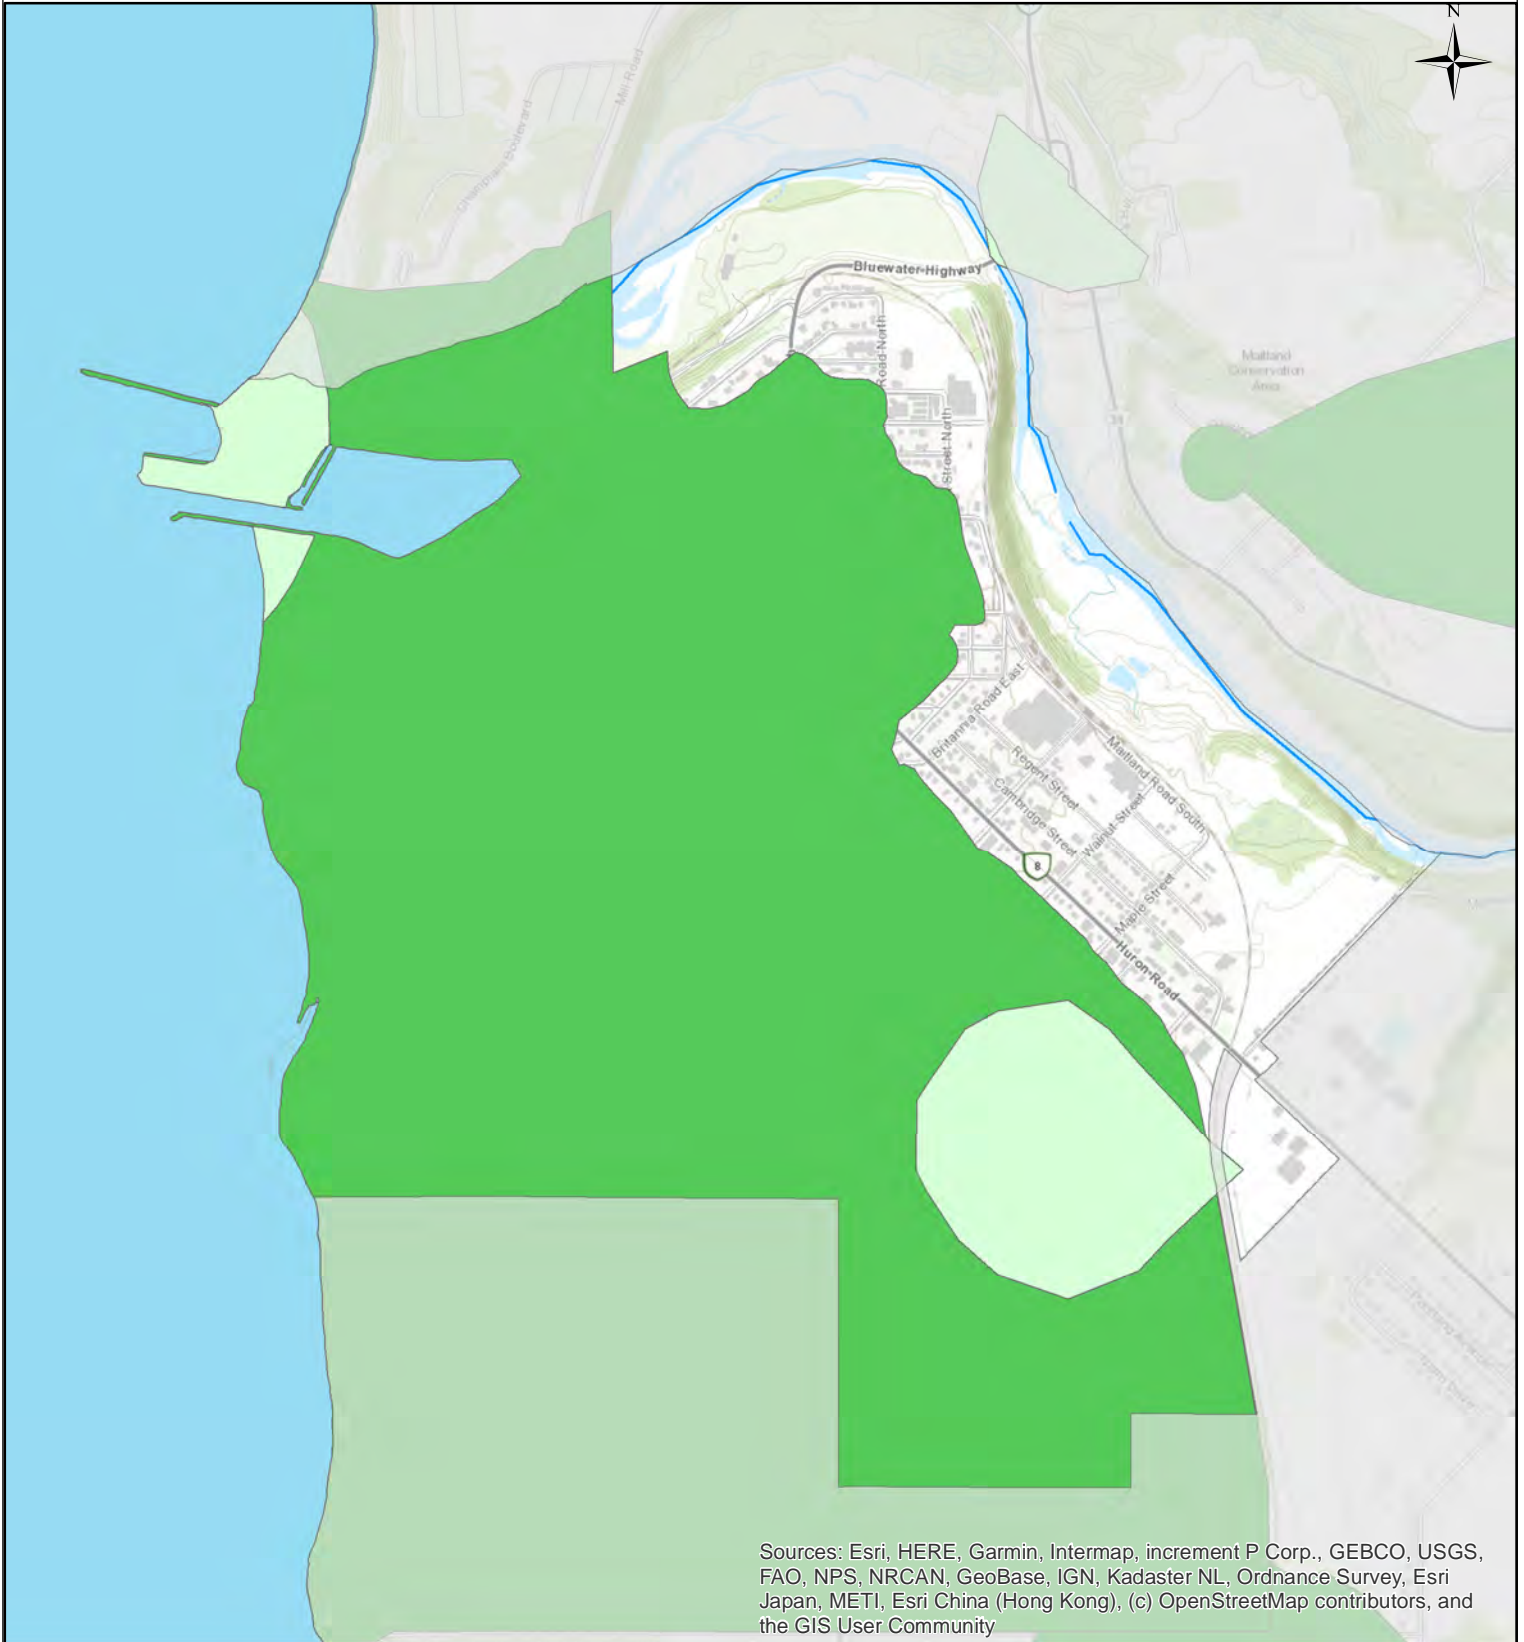 N
Mill Road
Champlain Boulevard
Bluewater Highway
Road North
Maitland
Conservation
Area
31
Street North
Britannia Road East
Regent Street
Cambridge Street
Maitland Road South
Walnut Street
8
Maple Street
Huron Road
Sources: Esri, HERE, Garmin, Intermap, increment P Corp., GEBCO, USGS,
FAO, NPS, NRCAN, GeoBase, IGN, Kadaster NL, Ordnance Survey, Esri
Japan, METI, Esri China (Hong Kong), (c) OpenStreetMap contributors, and
the GIS User Community